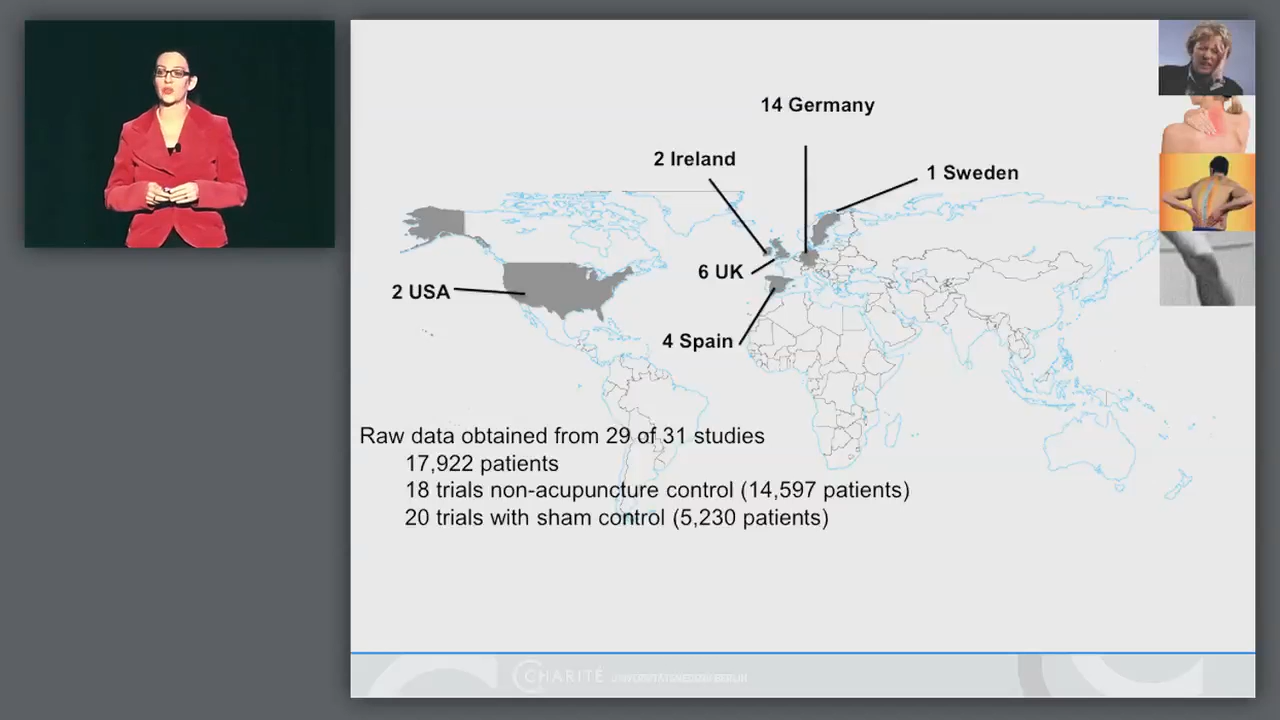 14 Germany
2 Ireland
1 Sweden
6 UK
2 USA
4 Spain
Raw data obtained from 29 of 31 studies
17,922 patients
18 trials non-acupuncture control (14,597 patients)
20 trials with sham control (5,230 patients)
CHARITÉ UNIVERSITÄTSMEDIZIN BERLIN